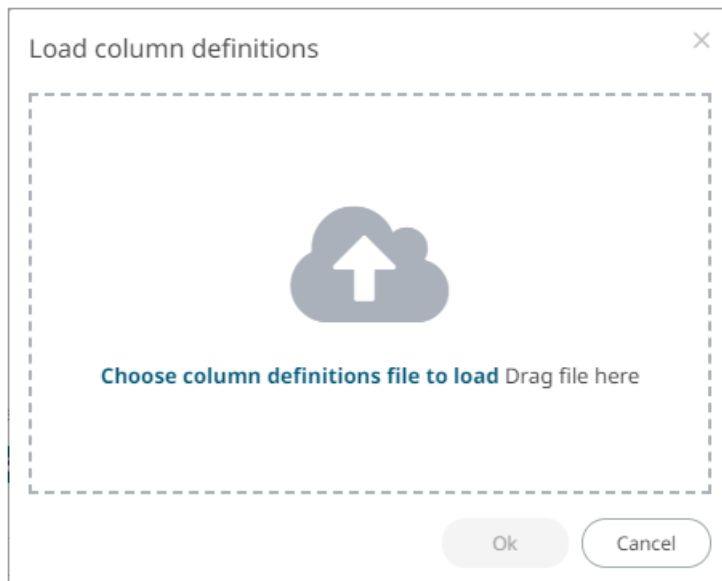 Load column definitions
Choose column definitions file to load Drag file here
Ok
Cancel